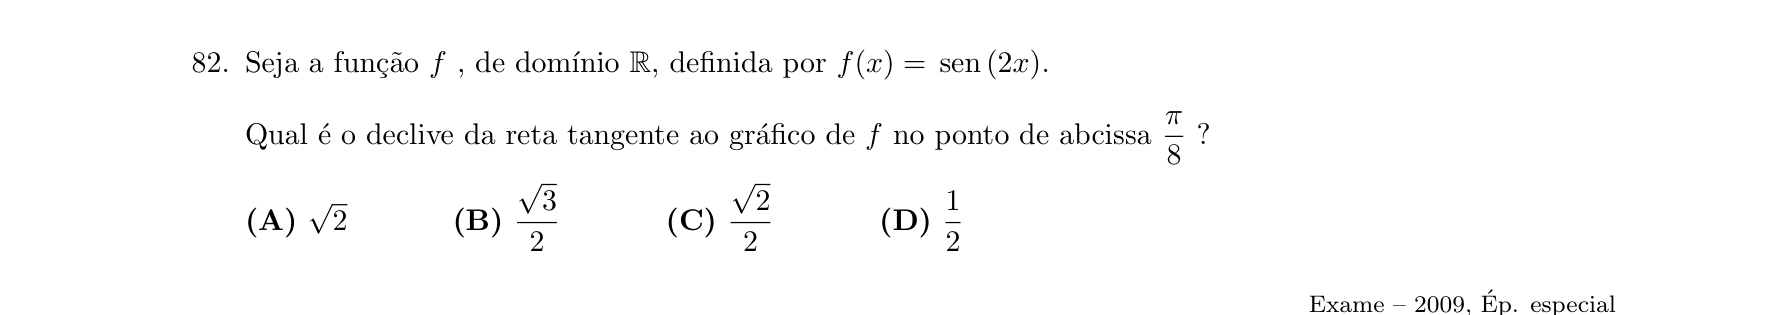 82. Seja a função f , de domínio ℝ, definida por f(x) = sen (2x).
Qual é o declive da reta tangente ao gráfico de f no ponto de abcissa π/8 ?
(A) √2 (B) √3/2 (C) √2/2 (D) 1/2
Exame – 2009, Ép. especial